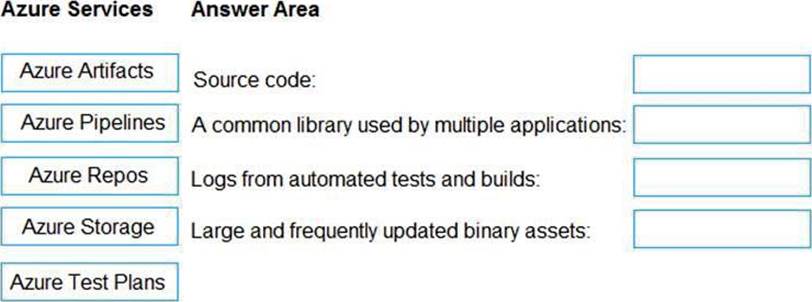 Azure Services Answer Area
Azure Artifacts Source code:
Azure Pipelines A common library used by multiple applications:
Azure Repos Logs from automated tests and builds:
Azure Storage Large and frequently updated binary assets:
Azure Test Plans